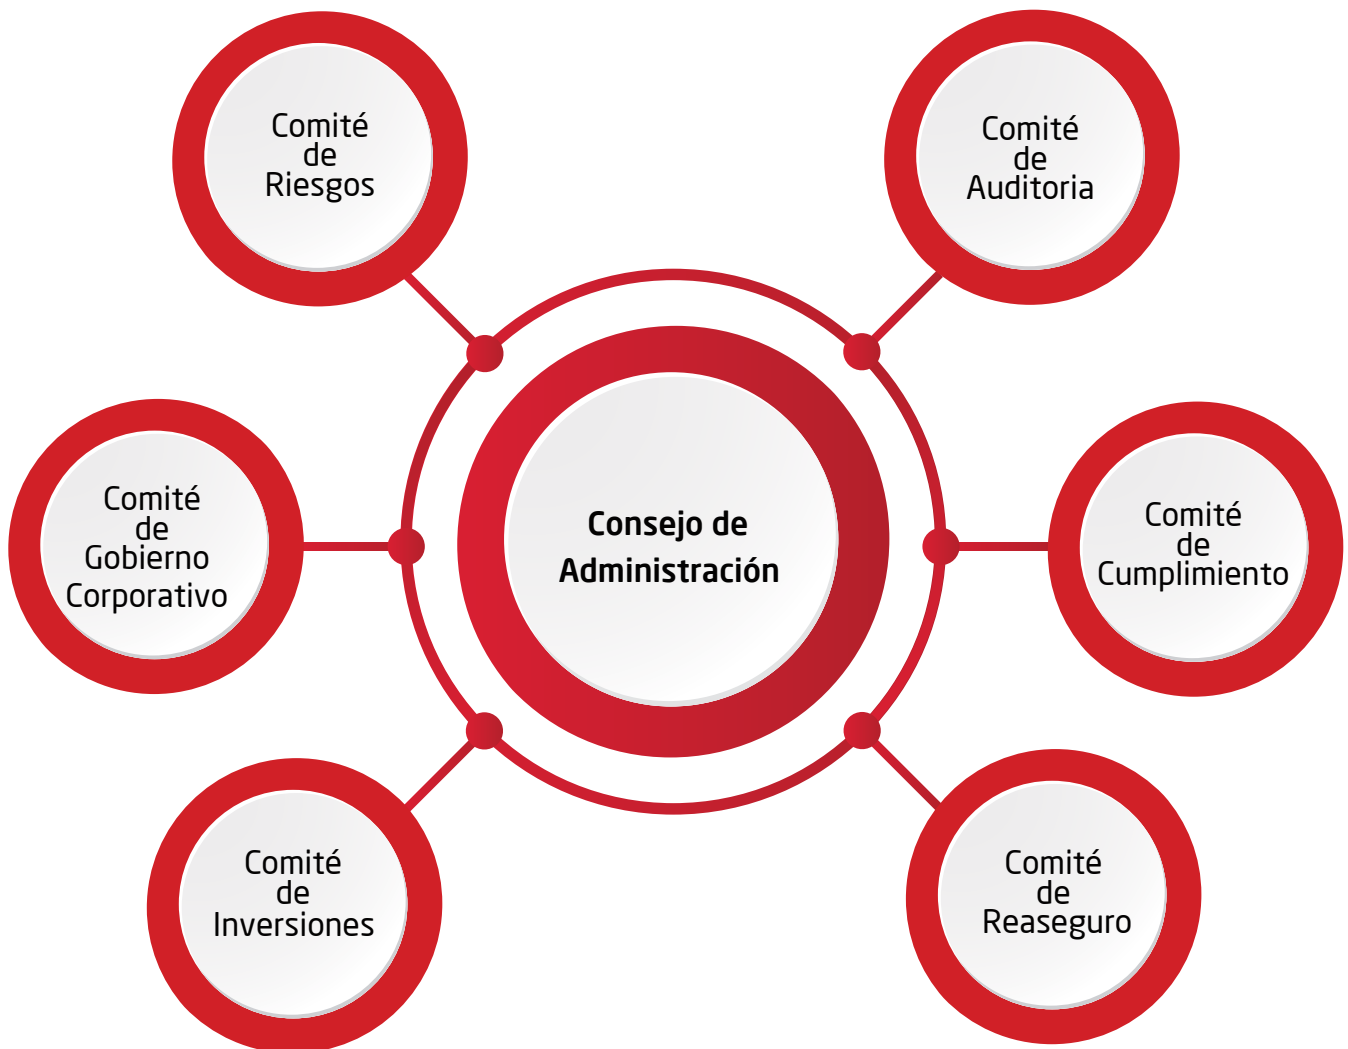 Comité
de
Riesgos
Comité
de
Auditoria
Comité
de
Gobierno
Corporativo
Consejo de
Administración
Comité
de
Cumplimiento
Comité
de
Inversiones
Comité
de
Reaseguro